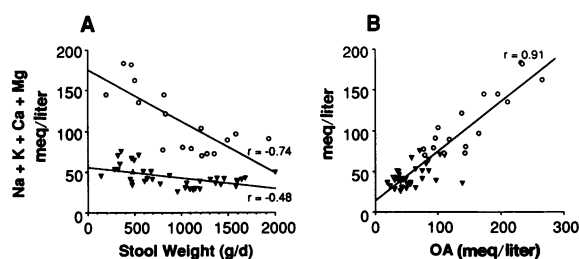 A
B
Na + K + Ca + Mg
meq/liter
200
150
100
50
0
r = -0.74
r = -0.48
0
500
1000
1500
2000
Stool Weight (g/d)
meq/liter
200
150
100
50
0
r = 0.91
0
100
200
300
OA (meq/liter)